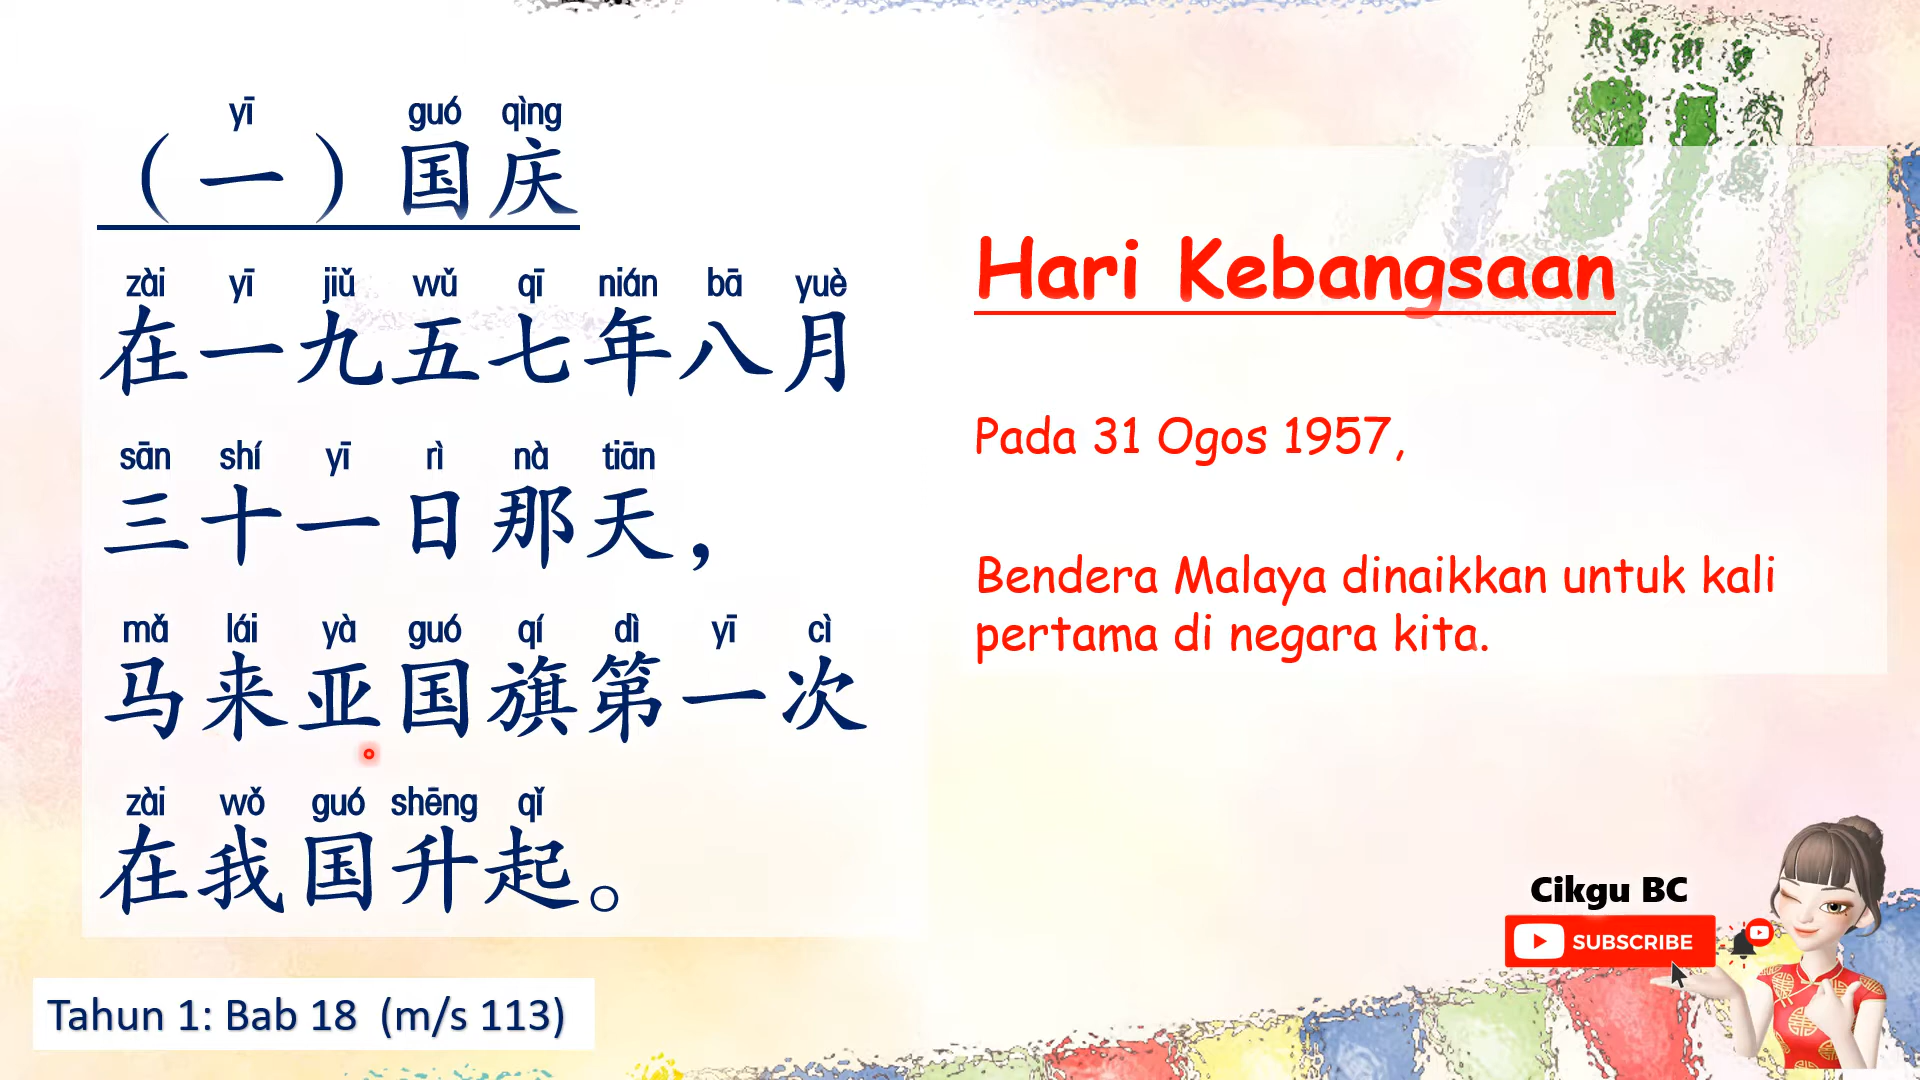 yī guó qìng
（一）国庆
zài yī jiǔ wǔ qī nián bā yuè
在一九五七年八月
sān shí yī rì nà tiān
三十一日那天，
mǎ lái yà guó qí dì yī cì
马来亚国旗第一次
zài wǒ guó shēng qǐ
在我国升起。
Tahun 1: Bab 18 (m/s 113)
Hari Kebangsaan
Pada 31 Ogos 1957,
Bendera Malaya dinaikkan untuk kali
pertama di negara kita.
Cikgu BC
SUBSCRIBE